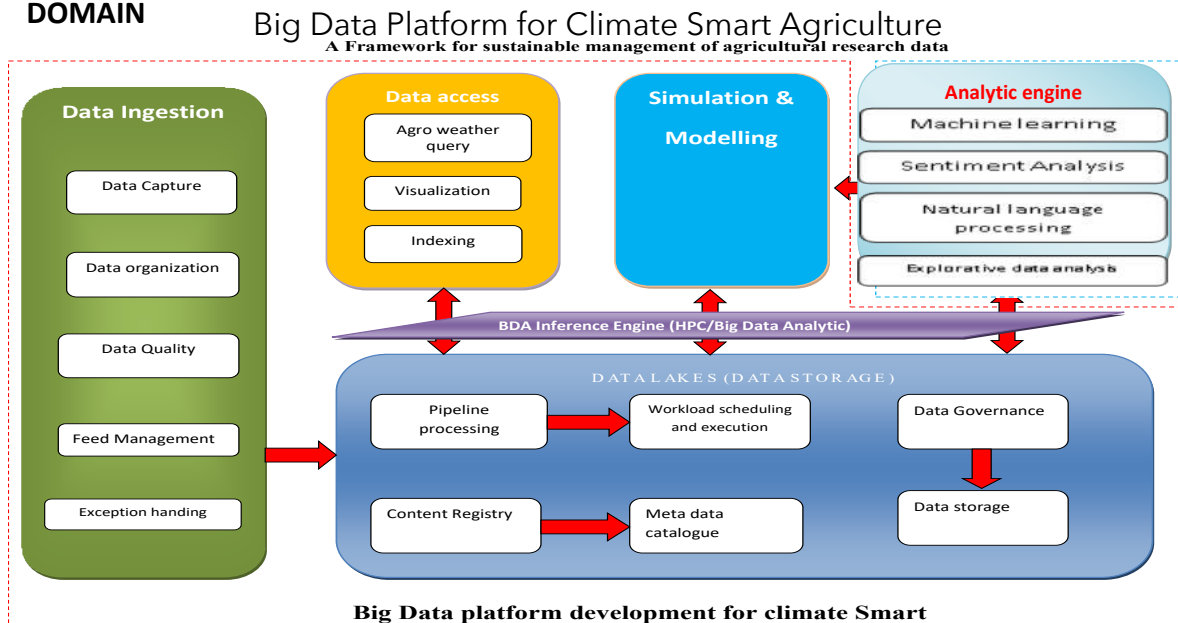 DOMAIN
Big Data Platform for Climate Smart Agriculture
A Framework for sustainable management of agricultural research data
Data Ingestion
Data Capture
Data organization
Data Quality
Feed Management
Exception handing
Data access
Agro weather
query
Visualization
Indexing
Simulation &
Modelling
Analytic engine
Machine learning
Sentiment Analysis
Natural language
processing
Explorative data analysis
BDA Inference Engine (HPC/Big Data Analytic)
DATA LAKES (DATA STORAGE)
Pipeline
processing
Workload scheduling
and execution
Data Governance
Content Registry
Meta data
catalogue
Data storage
Big Data platform development for climate Smart